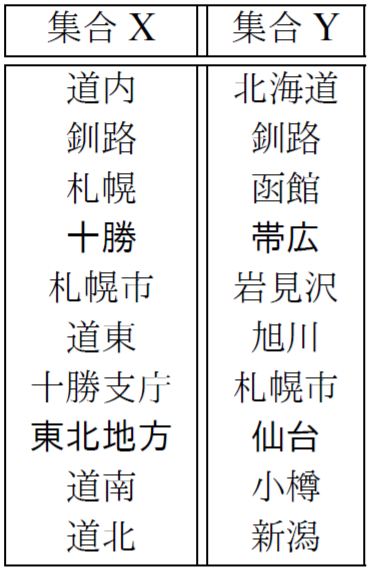 集合 X 集合 Y
道内 北海道
釧路 釧路
札幌 函館
十勝 帯広
札幌市 岩見沢
道東 旭川
十勝支庁 札幌市
東北地方 仙台
道南 小樽
道北 新潟